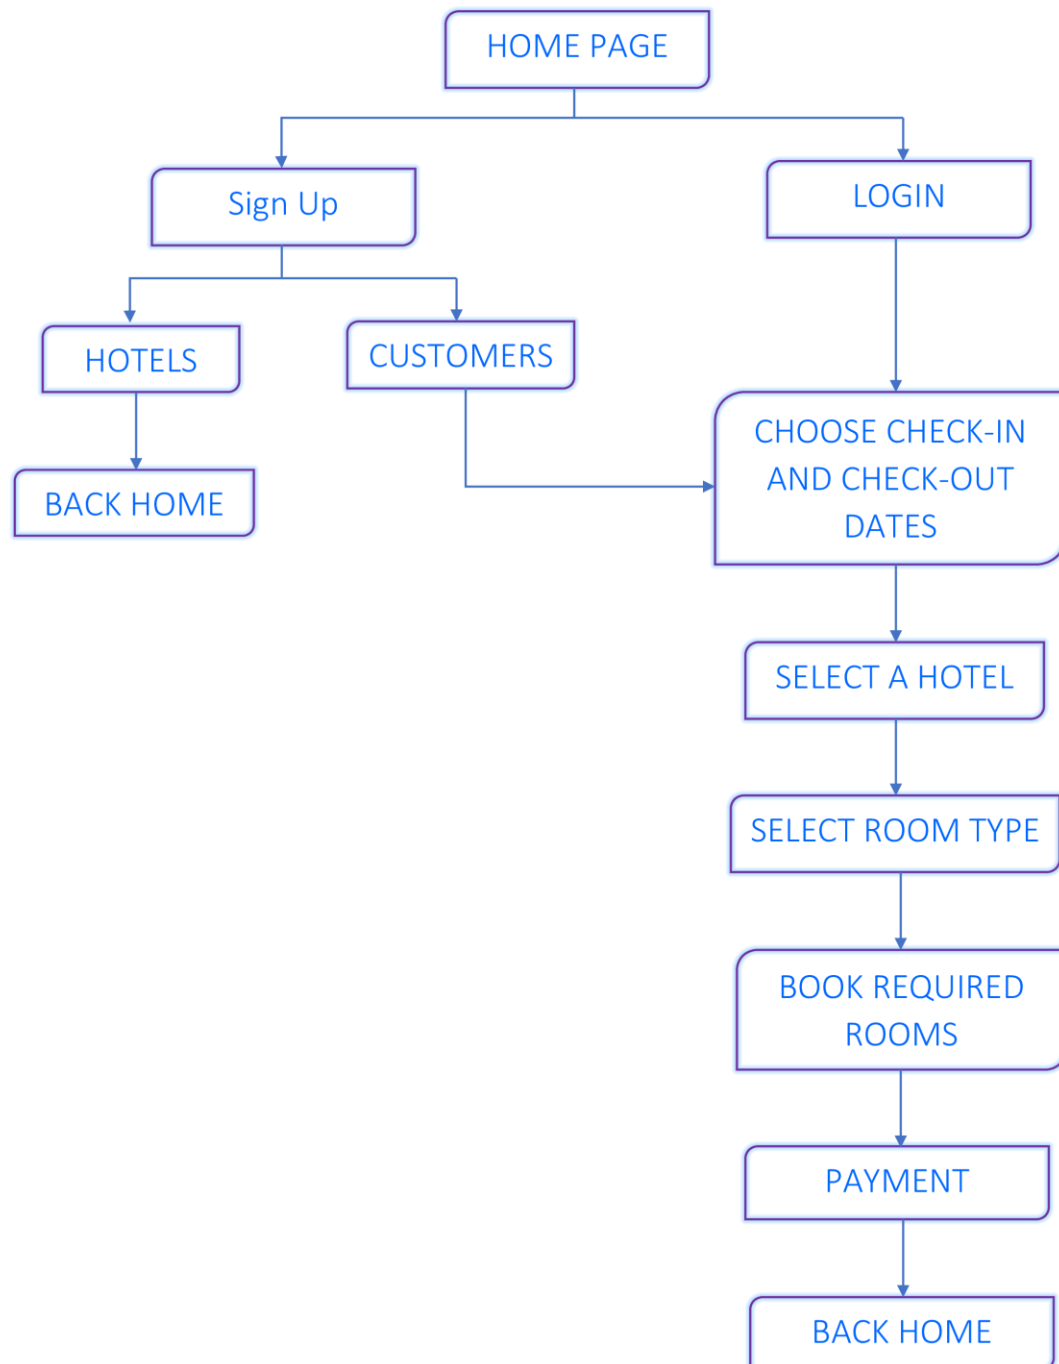 HOME PAGE
Sign Up
LOGIN
HOTELS
CUSTOMERS
BACK HOME
CHOOSE CHECK-IN
AND CHECK-OUT
DATES
SELECT A HOTEL
SELECT ROOM TYPE
BOOK REQUIRED
ROOMS
PAYMENT
BACK HOME